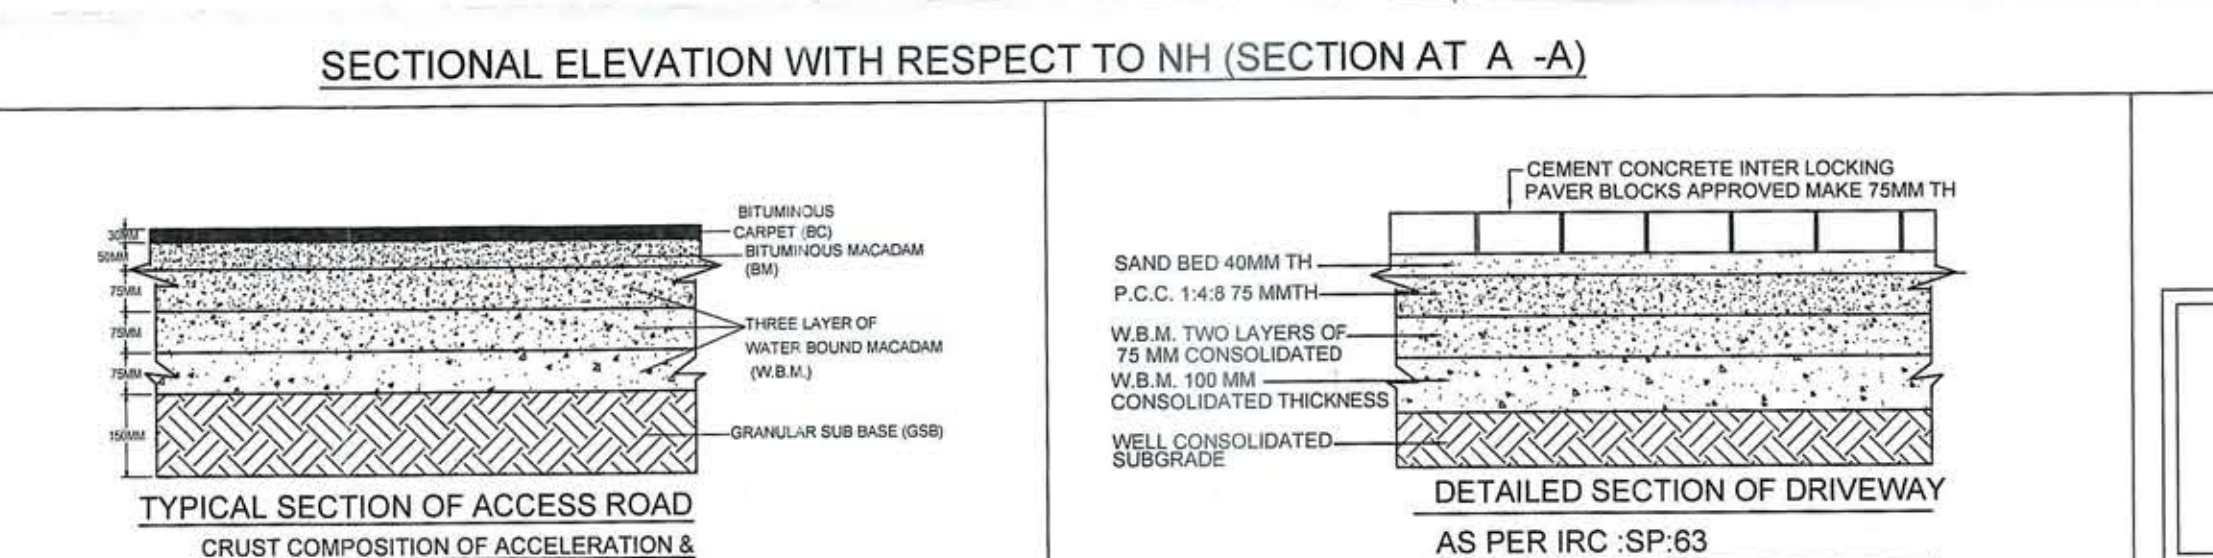 SECTIONAL ELEVATION WITH RESPECT TO NH (SECTION AT A -A)
30MM
50MM
75MM
75MM
75MM
150MM
BITUMINOUS
CARPET (BC)
BITUMINOUS MACADAM
(BM)
THREE LAYER OF
WATER BOUND MACADAM
(W.B.M.)
GRANULAR SUB BASE (GSB)
TYPICAL SECTION OF ACCESS ROAD
CRUST COMPOSITION OF ACCELERATION &
CEMENT CONCRETE INTER LOCKING
PAVER BLOCKS APPROVED MAKE 75MM TH
SAND BED 40MM TH
P.C.C. 1:4:8 75 MMTH
W.B.M. TWO LAYERS OF
75 MM CONSOLIDATED
W.B.M. 100 MM
CONSOLIDATED THICKNESS
WELL CONSOLIDATED
SUBGRADE
DETAILED SECTION OF DRIVEWAY
AS PER IRC :SP:63